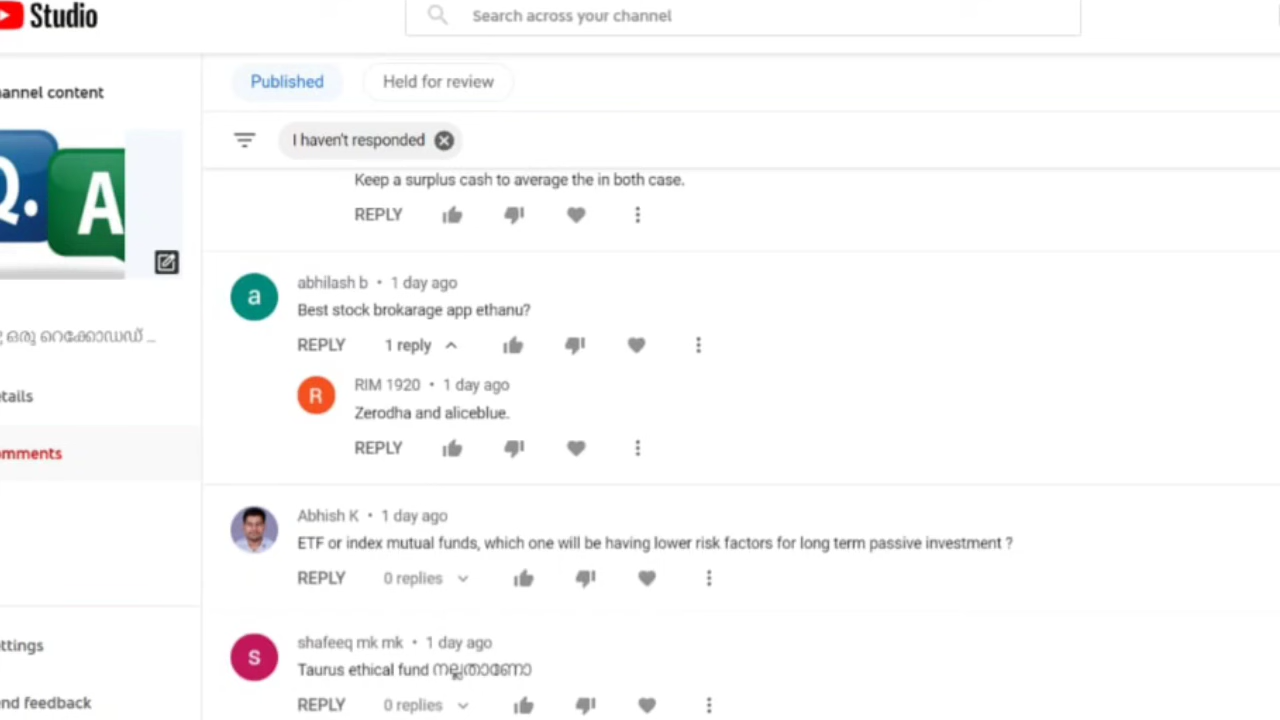 Studio
Search across your channel
Published
Held for review
annel content
I haven't responded
Q. A
Keep a surplus cash to average the in both case.
REPLY
abhilash b • 1 day ago
a
Best stock brokarage app ethanu?
ഒരു റെക്കോഡഡ് ...
REPLY 1 reply
RIM 1920 • 1 day ago
R
etails
Zerodha and aliceblue.
REPLY
omments
Abhish K • 1 day ago
ETF or index mutual funds, which one will be having lower risk factors for long term passive investment ?
REPLY 0 replies
shafeeq mk mk • 1 day ago
ttings
S
Taurus ethical fund നല്ലതാണോ
REPLY 0 replies
nd feedback